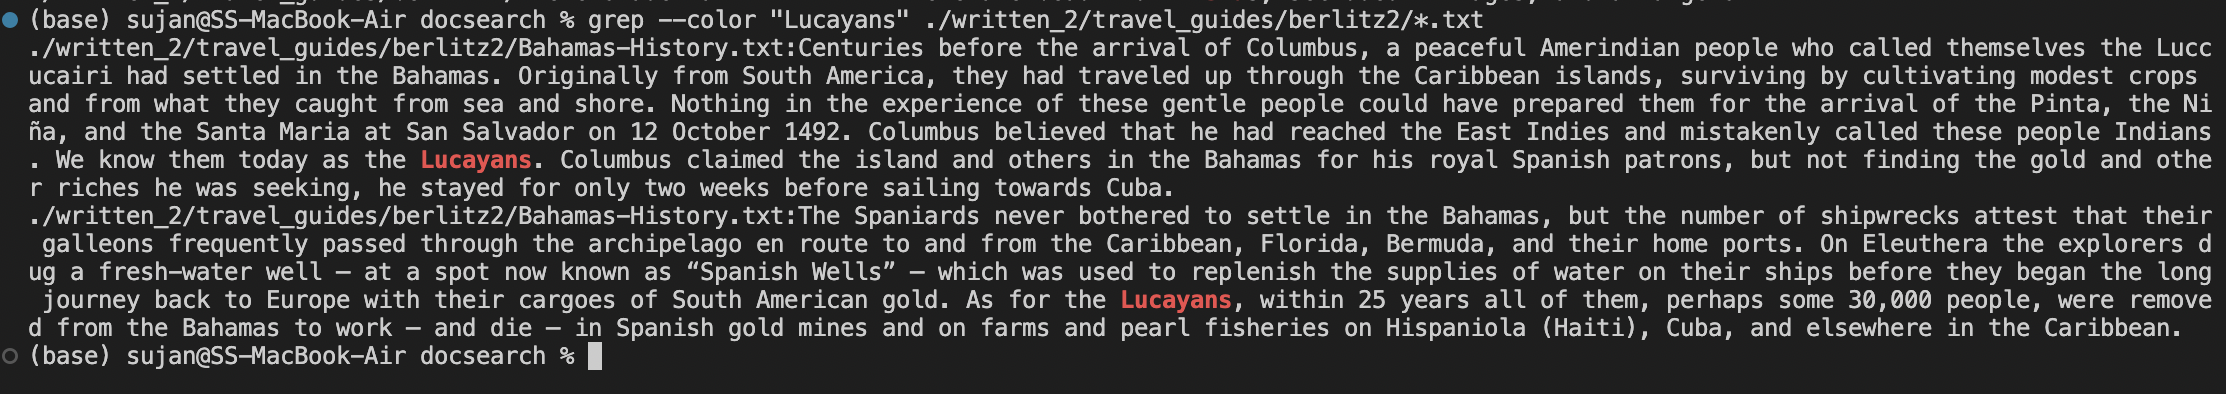 (base) sujan@SS-MacBook-Air docsearch % grep --color "Lucayans" ./written_2/travel_guides/berlitz2/*.txt
./written_2/travel_guides/berlitz2/Bahamas-History.txt:Centuries before the arrival of Columbus, a peaceful Amerindian people who called themselves the Lucc
ucairi had settled in the Bahamas. Originally from South America, they had traveled up through the Caribbean islands, surviving by cultivating modest crops
and from what they caught from sea and shore. Nothing in the experience of these gentle people could have prepared them for the arrival of the Pinta, the Ni
ña, and the Santa Maria at San Salvador on 12 October 1492. Columbus believed that he had reached the East Indies and mistakenly called these people Indians
. We know them today as the Lucayans. Columbus claimed the island and others in the Bahamas for his royal Spanish patrons, but not finding the gold and othe
r riches he was seeking, he stayed for only two weeks before sailing towards Cuba.
./written_2/travel_guides/berlitz2/Bahamas-History.txt:The Spaniards never bothered to settle in the Bahamas, but the number of shipwrecks attest that their
galleons frequently passed through the archipelago en route to and from the Caribbean, Florida, Bermuda, and their home ports. On Eleuthera the explorers d
ug a fresh-water well — at a spot now known as “Spanish Wells” — which was used to replenish the supplies of water on their ships before they began the long
journey back to Europe with their cargoes of South American gold. As for the Lucayans, within 25 years all of them, perhaps some 30,000 people, were remove
d from the Bahamas to work — and die — in Spanish gold mines and on farms and pearl fisheries on Hispaniola (Haiti), Cuba, and elsewhere in the Caribbean.
(base) sujan@SS-MacBook-Air docsearch %